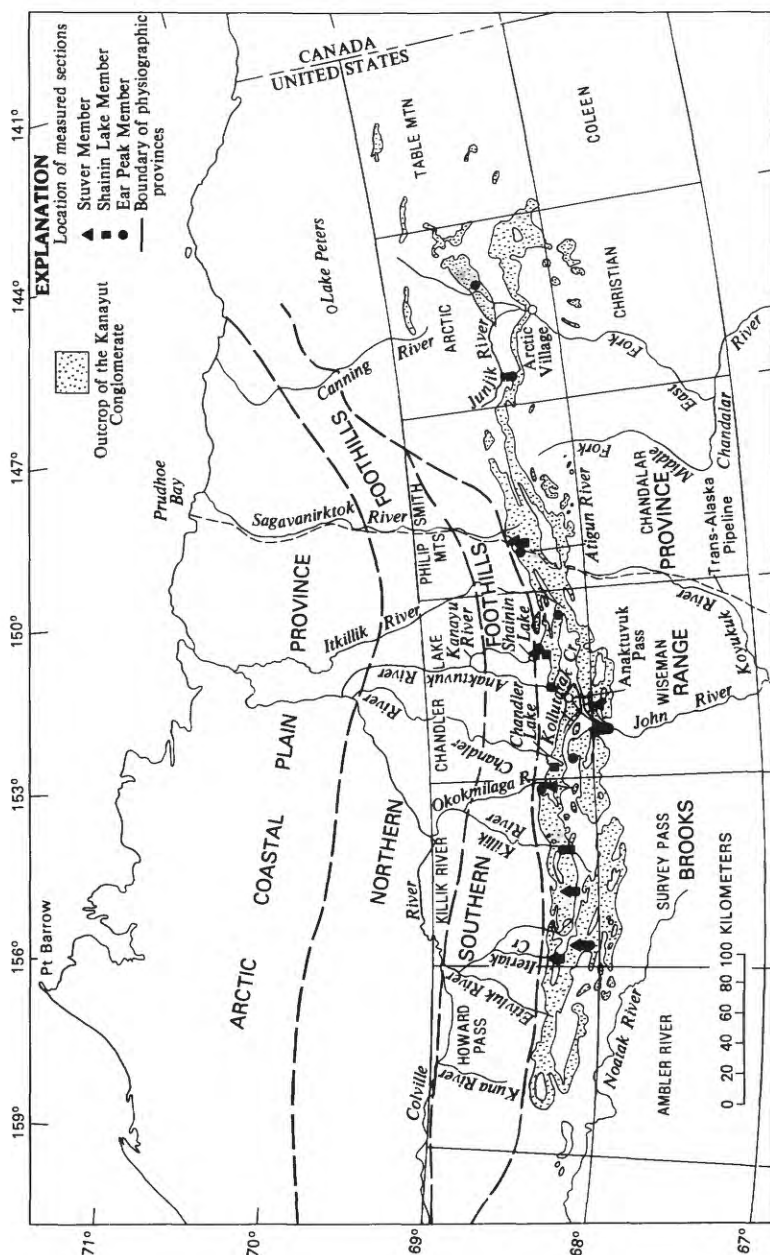 EXPLANATION
Location of measured sections
Stuver Member
Shainin Lake Member
Ear Peak Member
Boundary of physiographic
provinces
Outcrop of the Kanayut
Conglomerate
159°
156°
153°
150°
147°
144°
141°
71°
70°
69°
68°
67°
Pt Barrow
Prudhoe
Bay
CANADA
UNITED STATES
Lake Peters
ARCTIC
COASTAL
PLAIN
PROVINCE
NORTHERN
FOOTHILLS
SOUTHERN
FOOTHILLS
BROOKS
RANGE
PROVINCE
Colville
River
Kuna River
HOWARD
PASS
Etivluk River
Iteriak
Cr
KILLIK RIVER
Killik
River
Okokmilaga R
CHANDLER
LAKE
Chandler
River
Chandler
Lake
Anaktuvuk
River
Kanayu
River
Shainin
Lake
Kollutuk
Cr
Itkillik
River
Sagavanirktok
River
PHILIP
SMITH
MTS
Canning
River
ARCTIC
TABLE MTN
Junjik
River
Arctic
Village
AMBLER RIVER
Noatak River
SURVEY PASS
WISEMAN
John
River
Anaktuvuk
Pass
Koyukuk
River
Atigun River
CHANDALAR
Trans-Alaska
Pipeline
Middle
Fork
Chandalar
River
East
Fork
CHRISTIAN
COLEEN
0 20 40 60 80 100 KILOMETERS